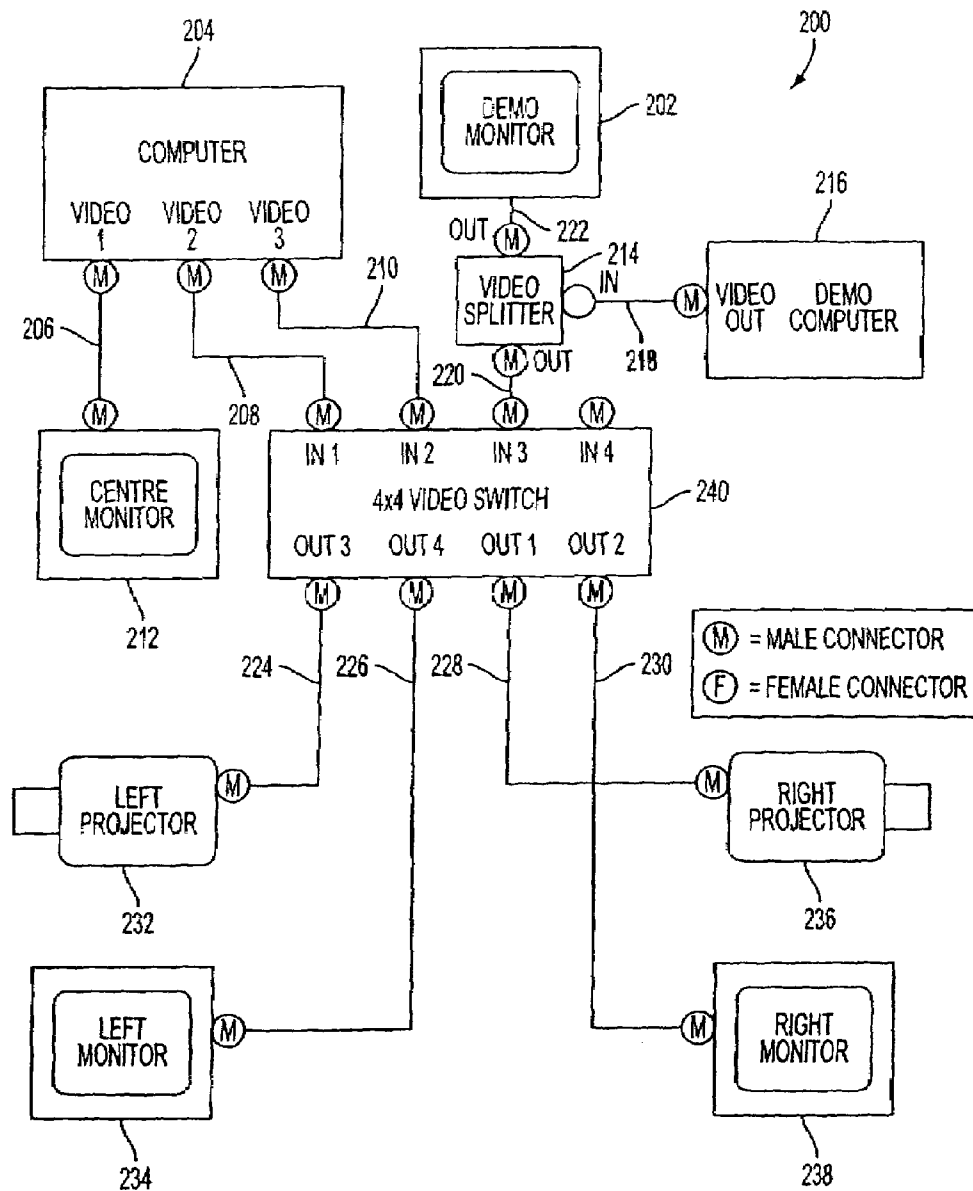 200
204
COMPUTER
VIDEO 1
VIDEO 2
VIDEO 3
M
M
M
DEMO
MONITOR
202
222
OUT
M
214
VIDEO
SPLITTER
IN
M
OUT
216
VIDEO
OUT
DEMO
COMPUTER
M
218
206
208
210
220
M
CENTRE
MONITOR
212
M
M
M
M
IN 1
IN 2
IN 3
IN 4
4x4 VIDEO SWITCH
240
OUT 3
OUT 4
OUT 1
OUT 2
M
M
M
M
224
226
228
230
M = MALE CONNECTOR
F = FEMALE CONNECTOR
LEFT
PROJECTOR
M
232
M
RIGHT
PROJECTOR
236
LEFT
MONITOR
M
234
M
RIGHT
MONITOR
238